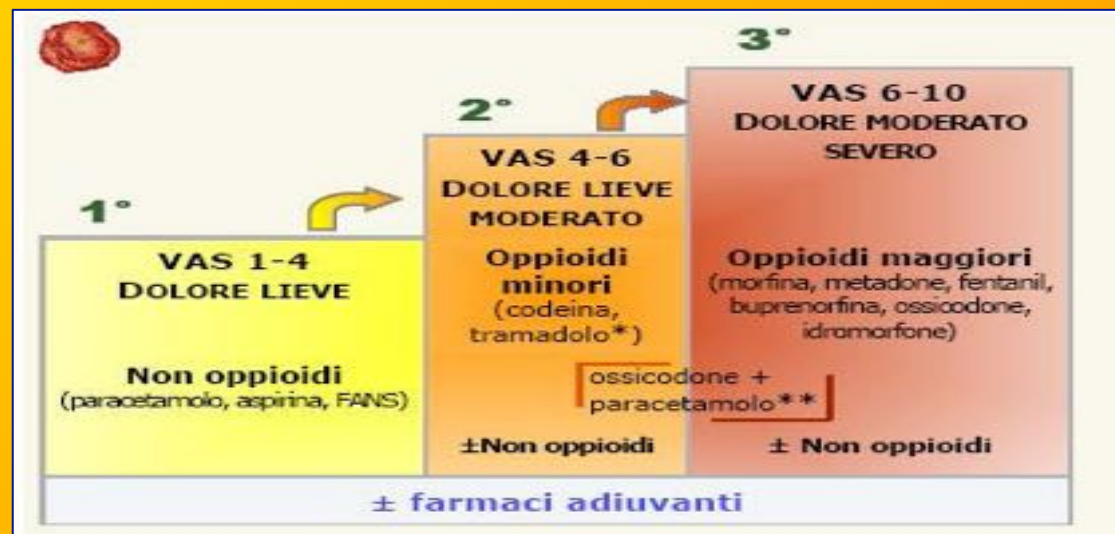 1°
VAS 1-4
DOLORE LIEVE
Non oppioidi
(paracetamolo, aspirina, FANS)
2°
VAS 4-6
DOLORE LIEVE
MODERATO
Oppioidi
minori
(codeina,
tramadolo*)
ossicodone +
paracetamolo**
±Non oppioidi
3°
VAS 6-10
DOLORE MODERATO
SEVERO
Oppioidi maggiori
(morfina, metadone, fentanil,
buprenorfina, ossicodone,
idromorfone)
± Non oppioidi
± farmaci adiuvanti